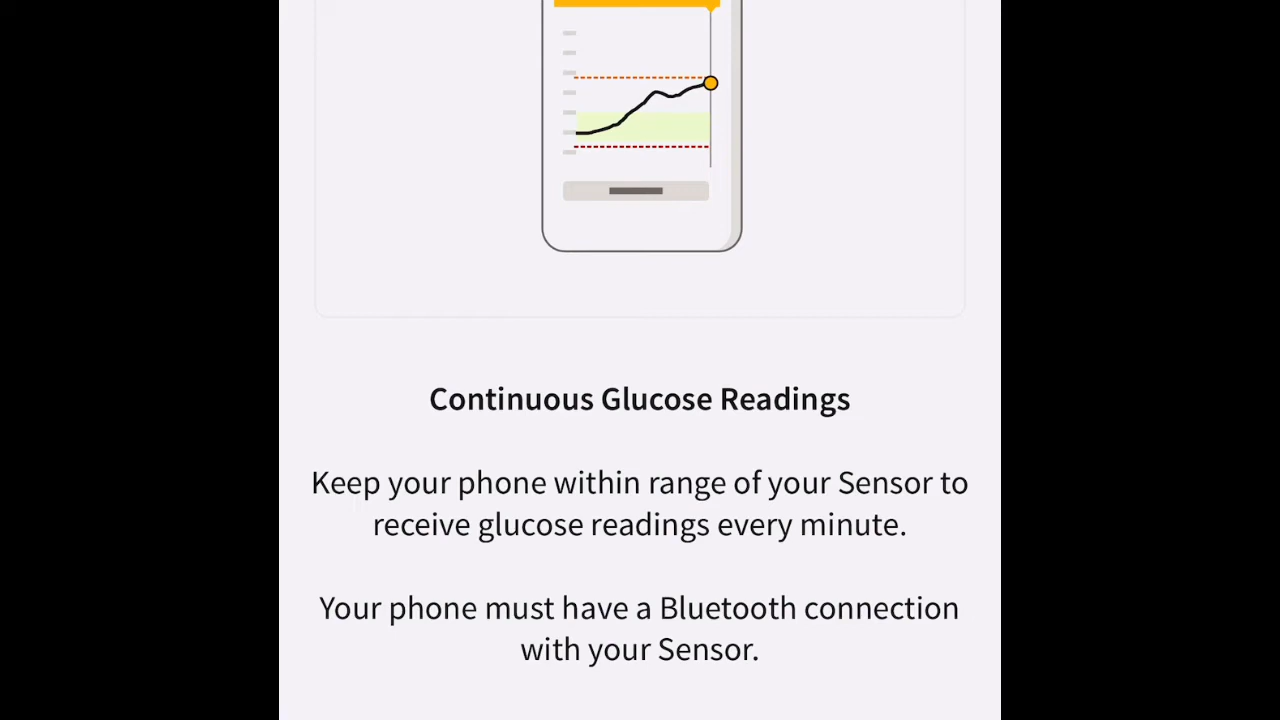 Continuous Glucose Readings
Keep your phone within range of your Sensor to
receive glucose readings every minute.
Your phone must have a Bluetooth connection
with your Sensor.